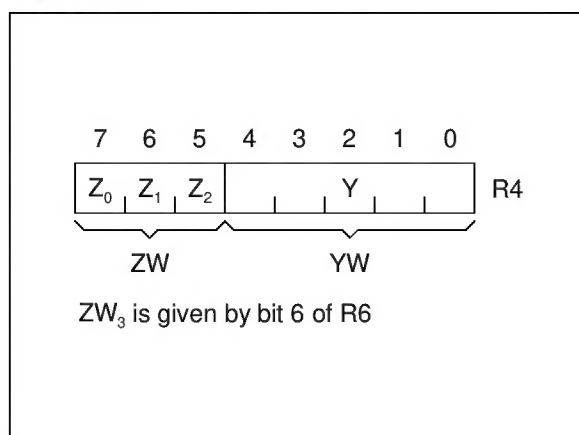 7 6 5 4 3 2 1 0
Z₀ Z₁ Z₂ Y R4
ZW YW
ZW₃ is given by bit 6 of R6